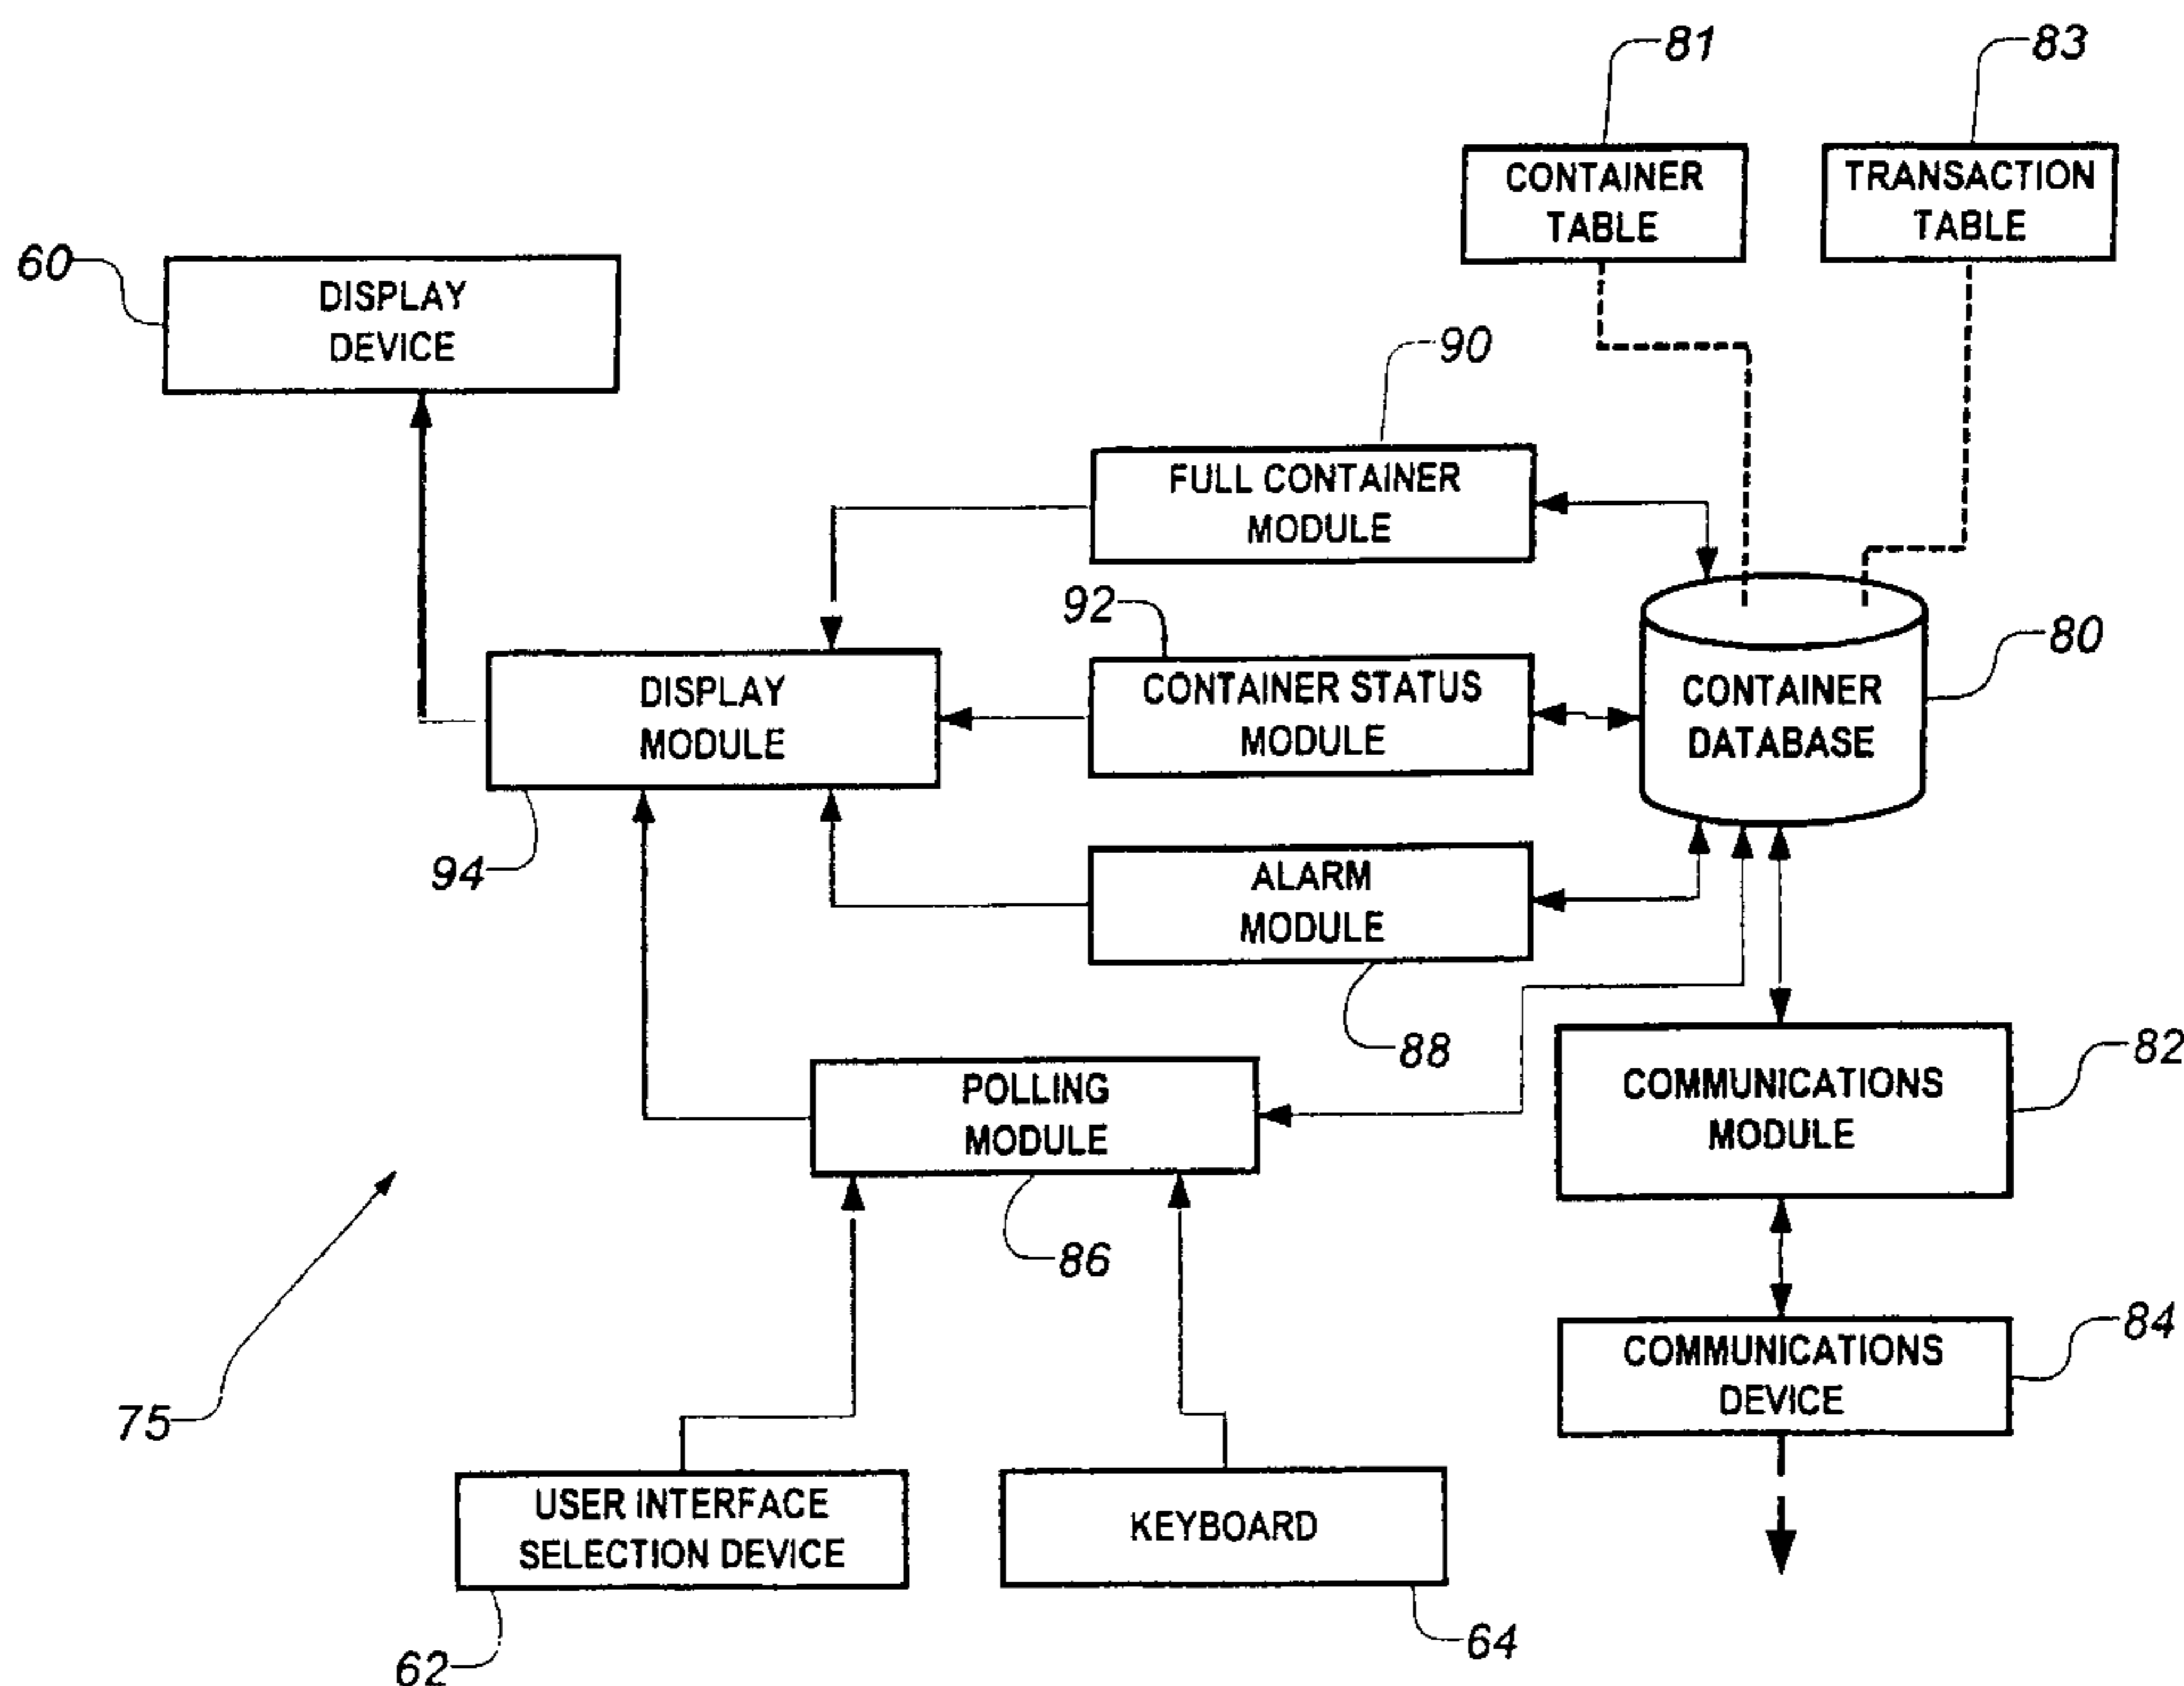 81
83
CONTAINER
TABLE
TRANSACTION
TABLE
60
DISPLAY
DEVICE
90
FULL CONTAINER
MODULE
92
80
DISPLAY
MODULE
CONTAINER STATUS
MODULE
CONTAINER
DATABASE
94
ALARM
MODULE
88
82
POLLING
MODULE
COMMUNICATIONS
MODULE
86
84
COMMUNICATIONS
DEVICE
75
USER INTERFACE
SELECTION DEVICE
KEYBOARD
62
64